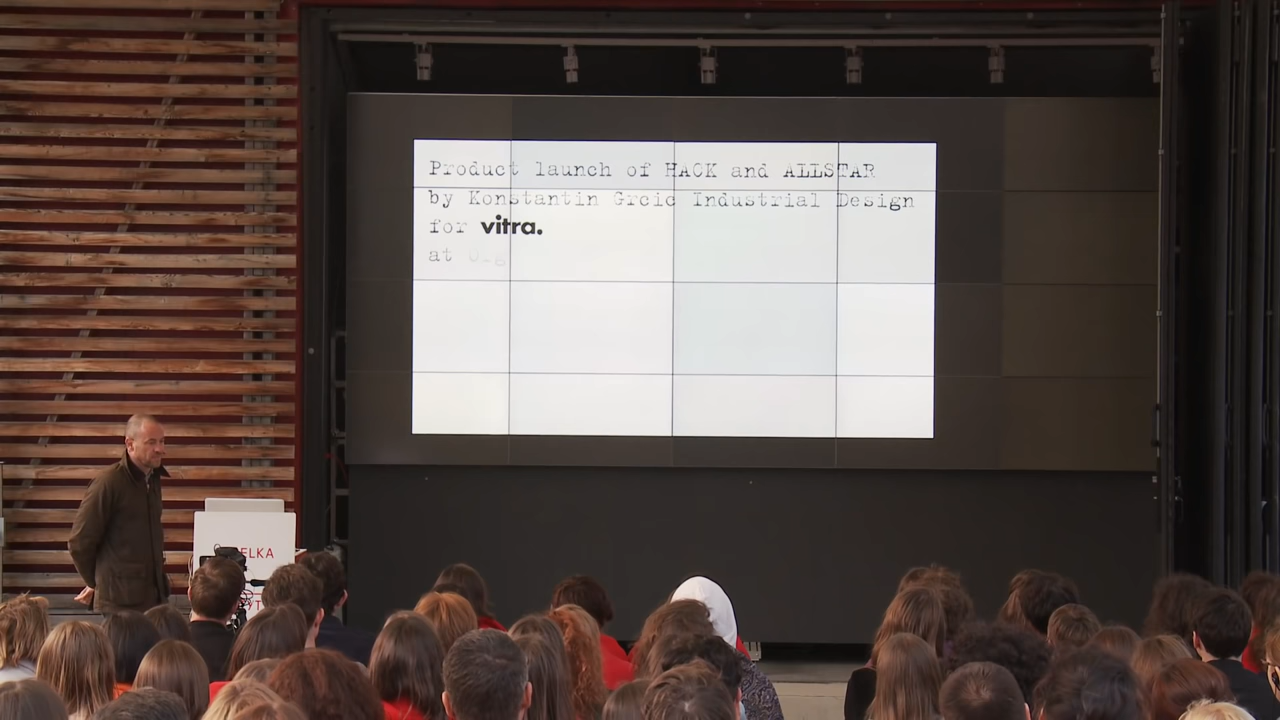 Product launch of HACK and ALLSTAR
by Konstantin Grcic Industrial Design
for vitra.
at
ELKA